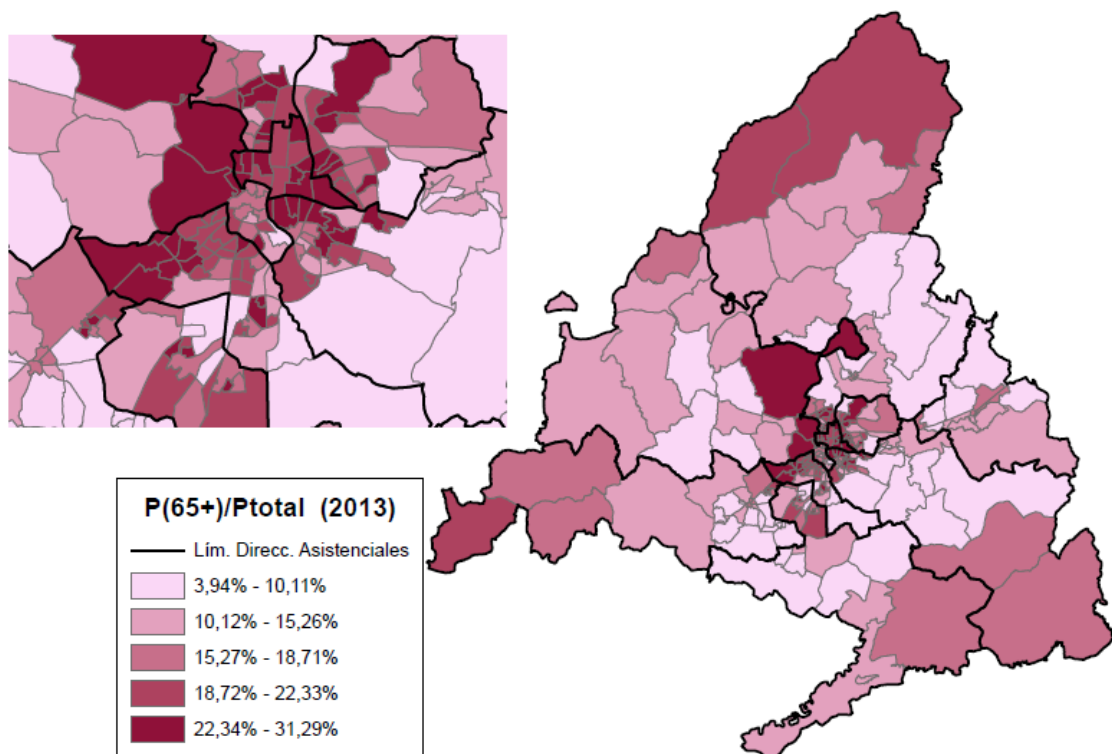 P(65+)/Ptotal (2013)
Lím. Direcc. Asistenciales
3,94% - 10,11%
10,12% - 15,26%
15,27% - 18,71%
18,72% - 22,33%
22,34% - 31,29%